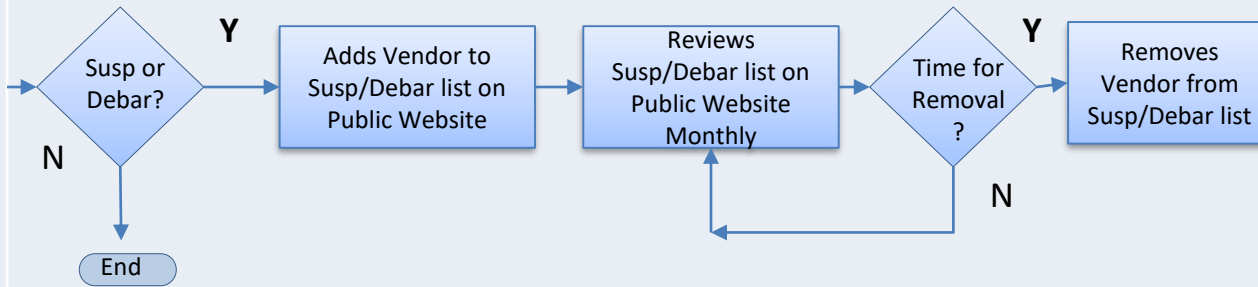 Susp or
Debar?
Y
N
End
Adds Vendor to
Susp/Debar list on
Public Website
Reviews
Susp/Debar list on
Public Website
Monthly
Time for
Removal
?
Y
N
Removes
Vendor from
Susp/Debar list